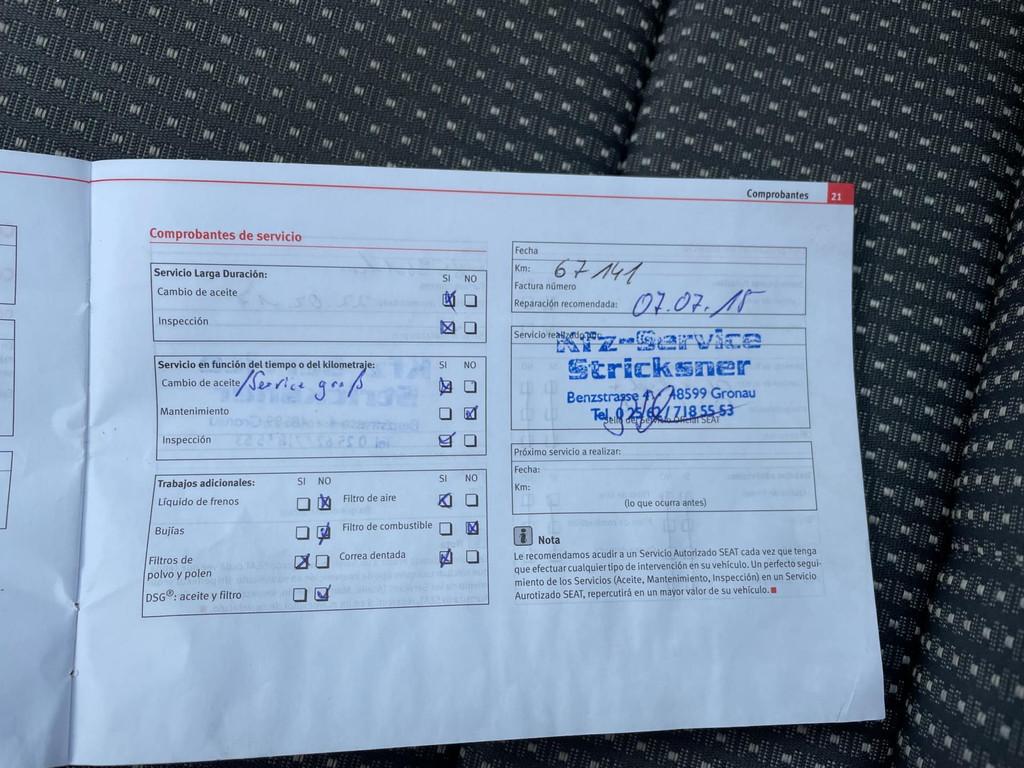 Comprobantes 21
Comprobantes de servicio
Servicio Larga Duración: SI NO
Cambio de aceite
Inspección
Servicio en función del tiempo o del kilometraje: SI NO
Cambio de aceite /Service groß
Mantenimiento
Inspección
Trabajos adicionales: SI NO SI NO
Líquido de frenos Filtro de aire
Bujías Filtro de combustible
Filtros de Correa dentada
polvo y polen
DSG®: aceite y filtro
Fecha
Km: 67141
Factura número
Reparación recomendada: 07.07.15
Servicio realizado por:
Kfz-Service
Stricksner
Benzstrasse 48599 Gronau
Tel. 0 25 62 / 7 18 55 53
Sello del Servicio Oficial SEAT
Próximo servicio a realizar:
Fecha:
Km:
(lo que ocurra antes)
i Nota
Le recomendamos acudir a un Servicio Autorizado SEAT cada vez que tenga
que efectuar cualquier tipo de intervención en su vehículo. Un perfecto segui-
miento de los Servicios (Aceite, Mantenimiento, Inspección) en un Servicio
Aurotizado SEAT, repercutirá en un mayor valor de su vehículo.